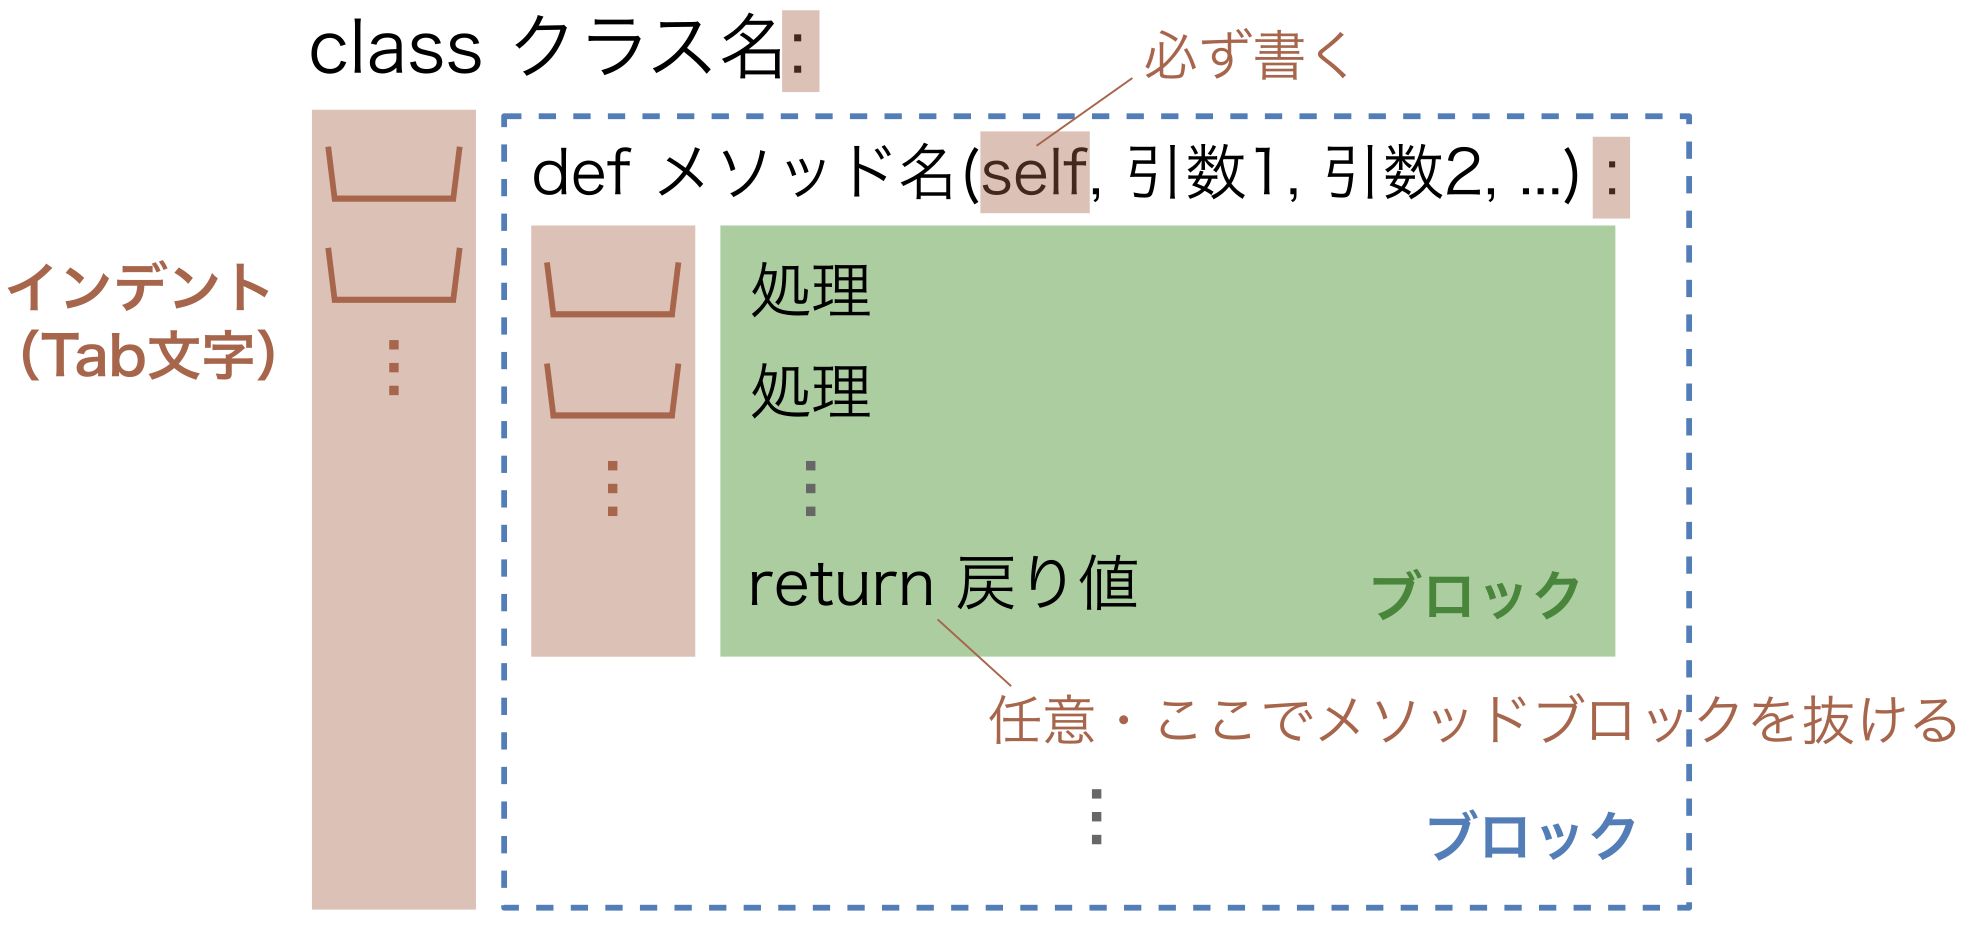 class クラス名:
必ず書く
def メソッド名(self, 引数1, 引数2, ...) :
インデント
（Tab文字）
処理
処理
return 戻り値
ブロック
任意・ここでメソッドブロックを抜ける
ブロック